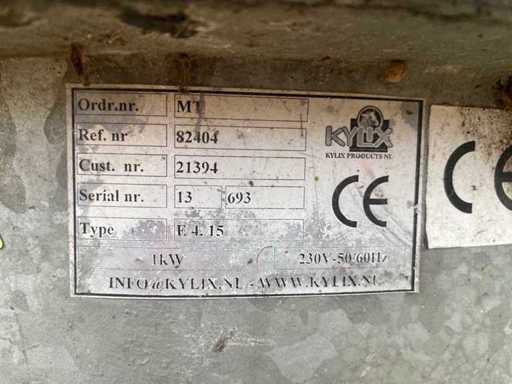 Ordr.nr. MT
Ref. nr 82404
Cust. nr. 21394
Serial nr. 13 693
Type E 4. 15
KYLIX
KYLIX PRODUCTS NL
CE
1kW 230V-50/60Hz
INFO@KYLIX.NL - WWW.KYLIX.NL
CE